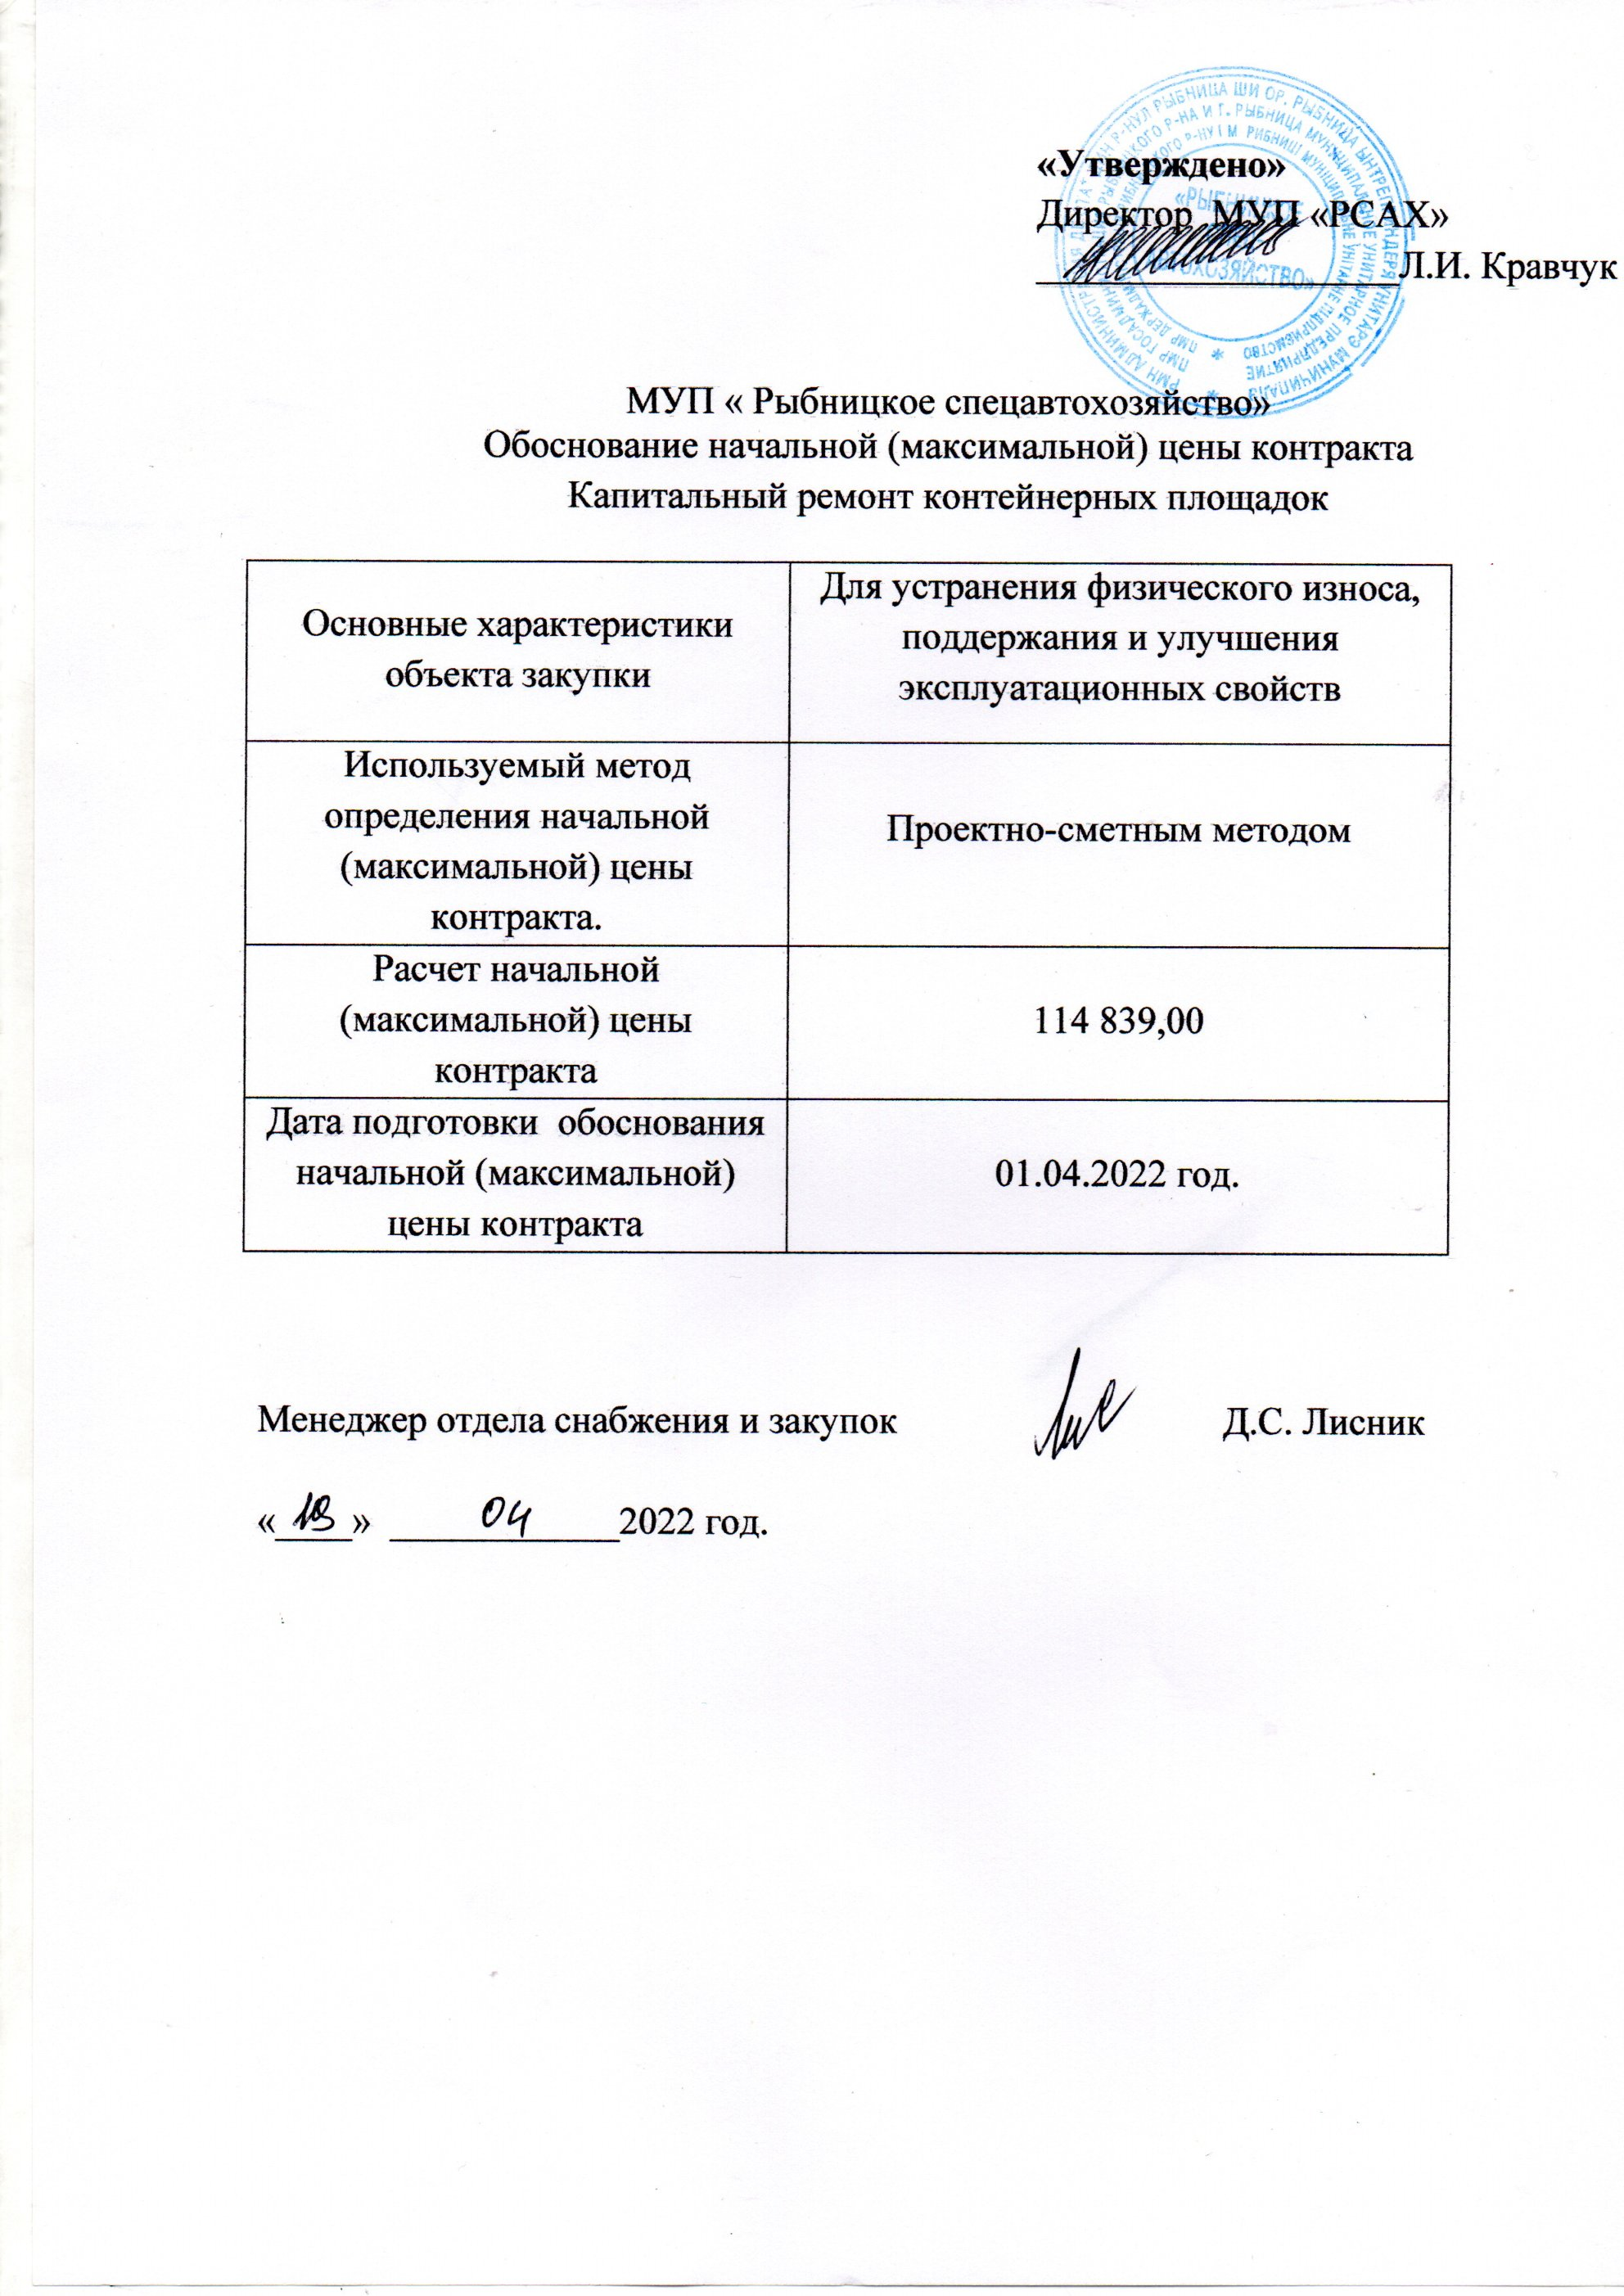 «Утверждено»
Директор МУП «РСАХ»
Л.И. Кравчук
«РЫБНИЦКОЕ
СПЕЦАВТОХОЗЯЙСТВО»
МУП « Рыбницкое спецавтохозяйство»
Обоснование начальной (максимальной) цены контракта
Капитальный ремонт контейнерных площадок
Основные характеристики
объекта закупки
Для устранения физического износа,
поддержания и улучшения
эксплуатационных свойств
Используемый метод
определения начальной
(максимальной) цены
контракта.
Проектно-сметным методом
Расчет начальной
(максимальной) цены
контракта
114 839,00
Дата подготовки обоснования
начальной (максимальной)
цены контракта
01.04.2022 год.
Менеджер отдела снабжения и закупок Д.С. Лисник
« » 04 2022 год.